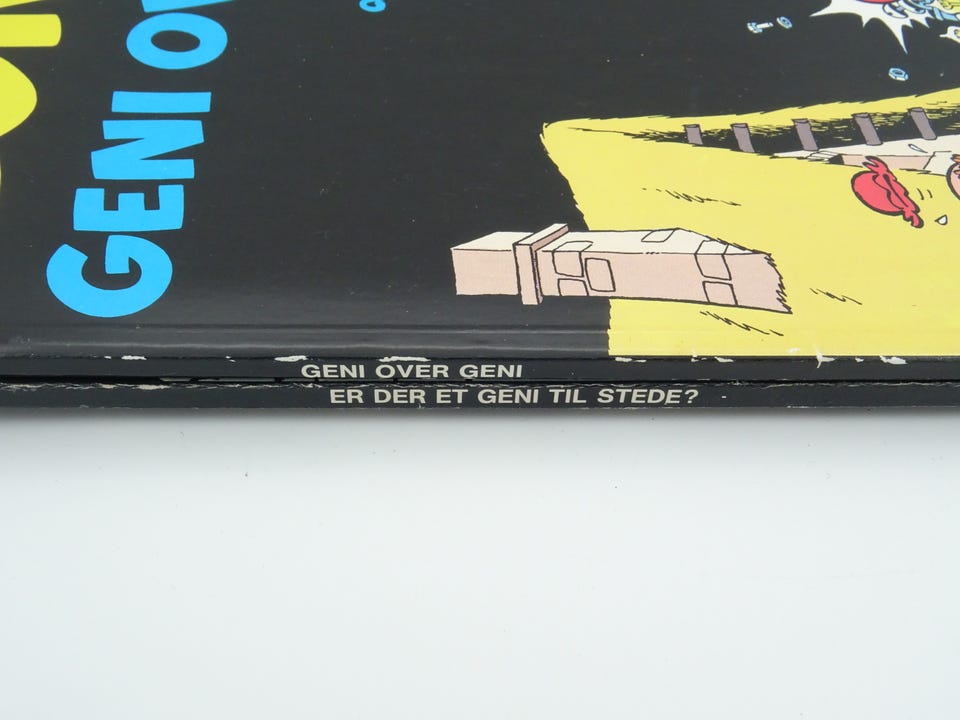 GENI OV
GENI OVER GENI
ER DER ET GENI TIL STEDE?